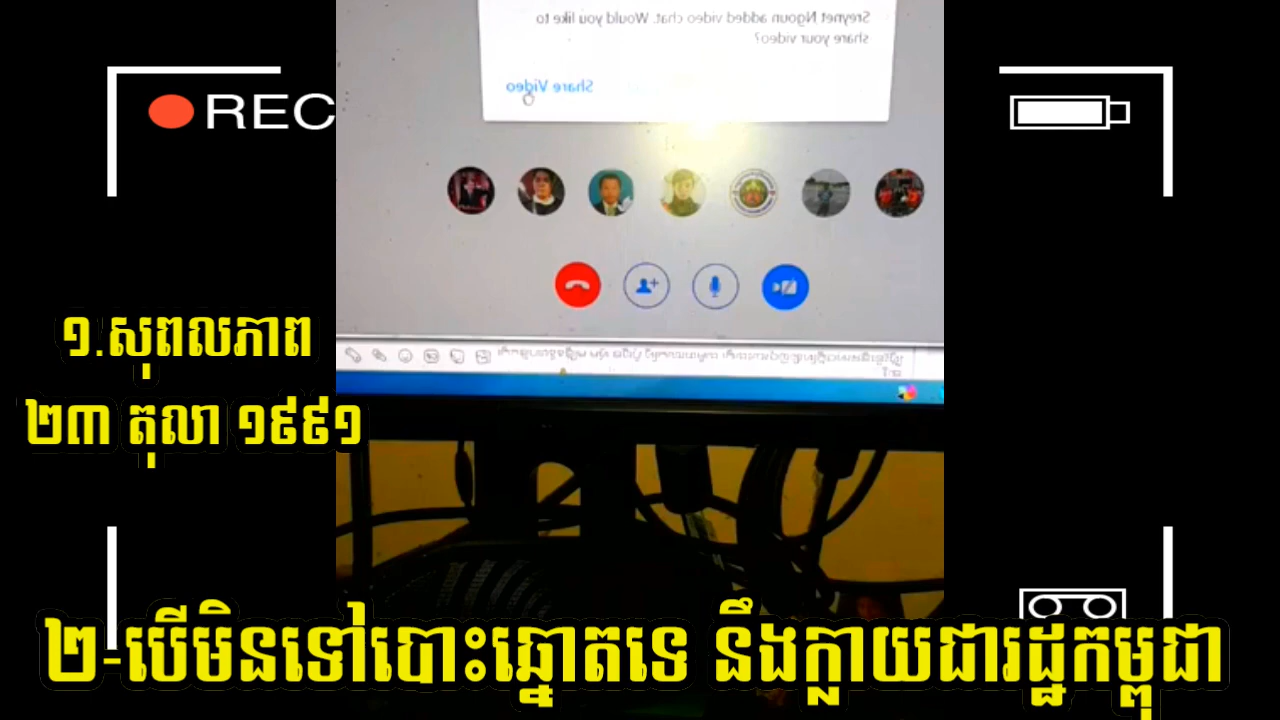 Sreynet Ngoun added video chat. Would you like to
share your video?
Share Video
REC
១.សុពលភាព
២៣ តុលា ១៩៩១
២-បើមិនទៅបោះឆ្នោតទេ នឹងក្លាយជារដ្ឋកម្ពុជា